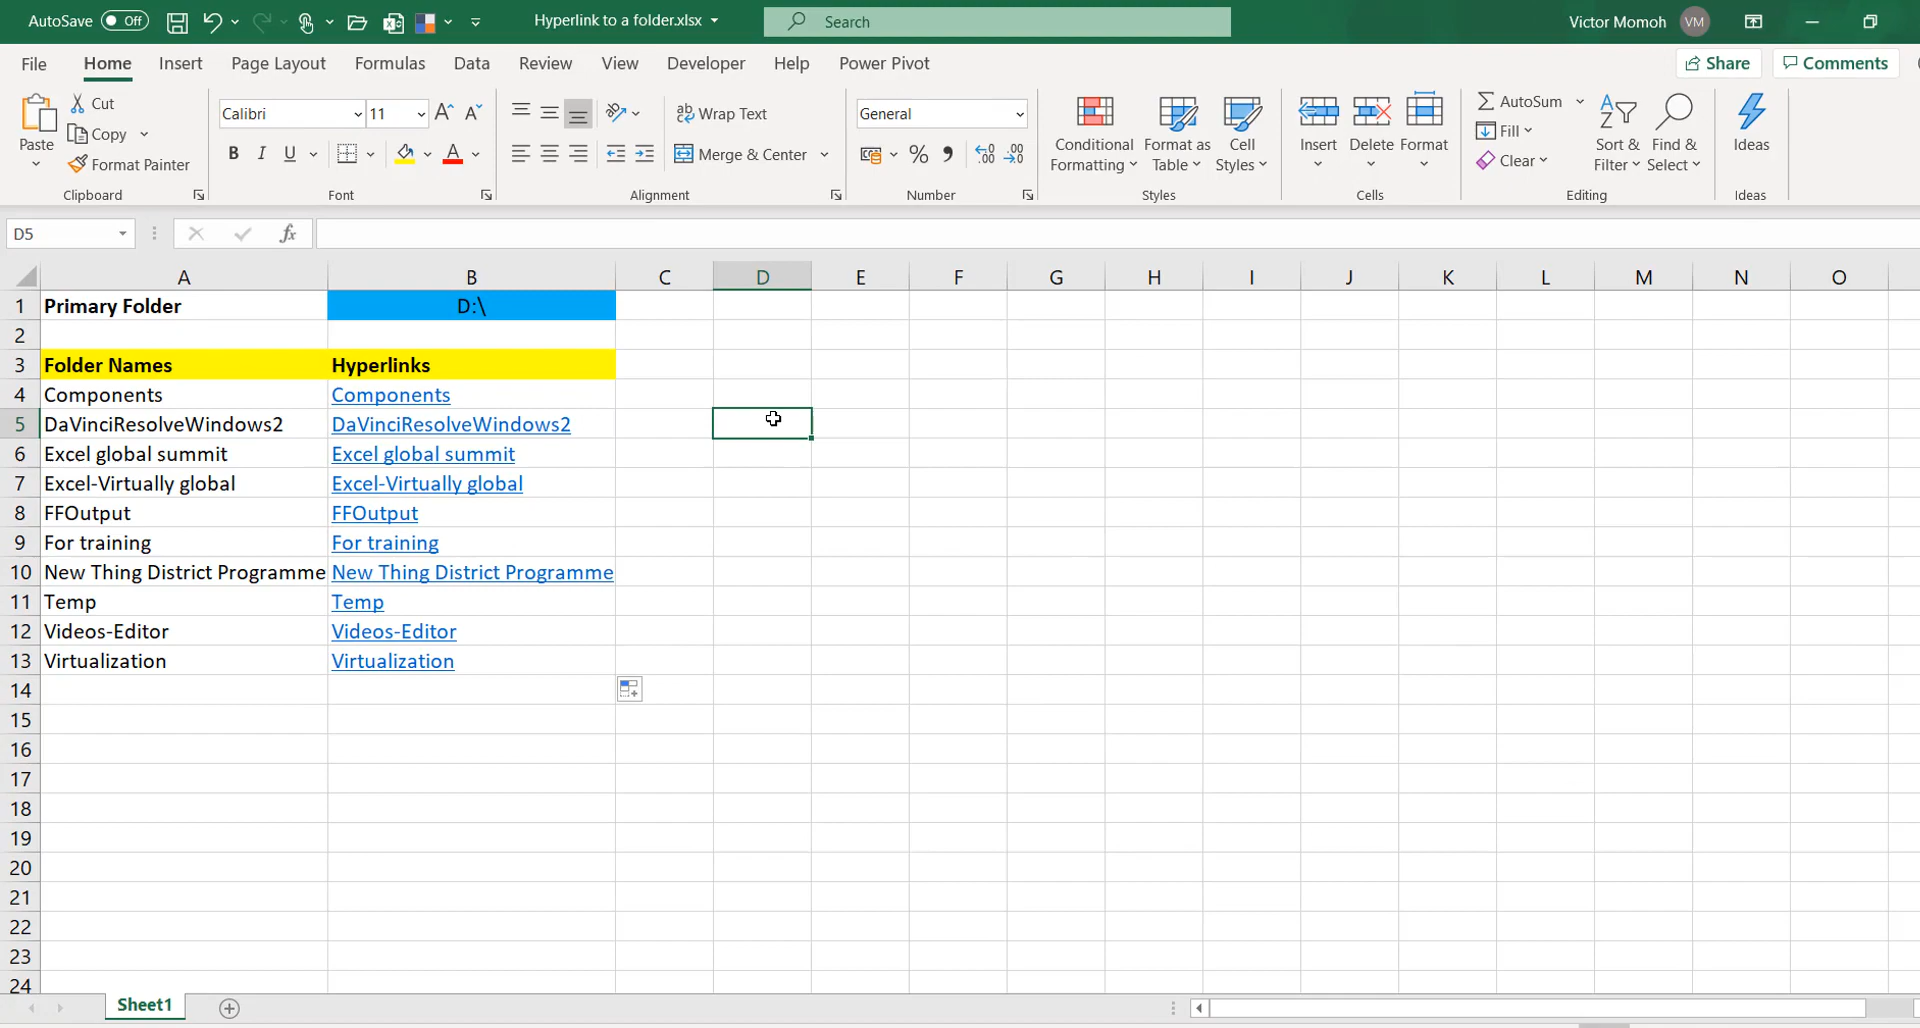 AutoSave Off Hyperlink to a folder.xlsx Search Victor Momoh VM
File Home Insert Page Layout Formulas Data Review View Developer Help Power Pivot Share Comments
Paste Cut Copy Format Painter Clipboard
Calibri 11 A A B I U A Font
ab Wrap Text Merge & Center Alignment
General % Number
Conditional Formatting Format as Table Cell Styles Styles
Insert Delete Format Cells
AutoSum Fill Clear Sort & Filter Find & Select Editing
Ideas Ideas
D5 fx
A B C D E F G H I J K L M N O
1 Primary Folder D:\
2
3 Folder Names Hyperlinks
4 Components Components
5 DaVinciResolveWindows2 DaVinciResolveWindows2
6 Excel global summit Excel global summit
7 Excel-Virtually global Excel-Virtually global
8 FFOutput FFOutput
9 For training For training
10 New Thing District Programme New Thing District Programme
11 Temp Temp
12 Videos-Editor Videos-Editor
13 Virtualization Virtualization
14
15
16
17
18
19
20
21
22
23
24
Sheet1